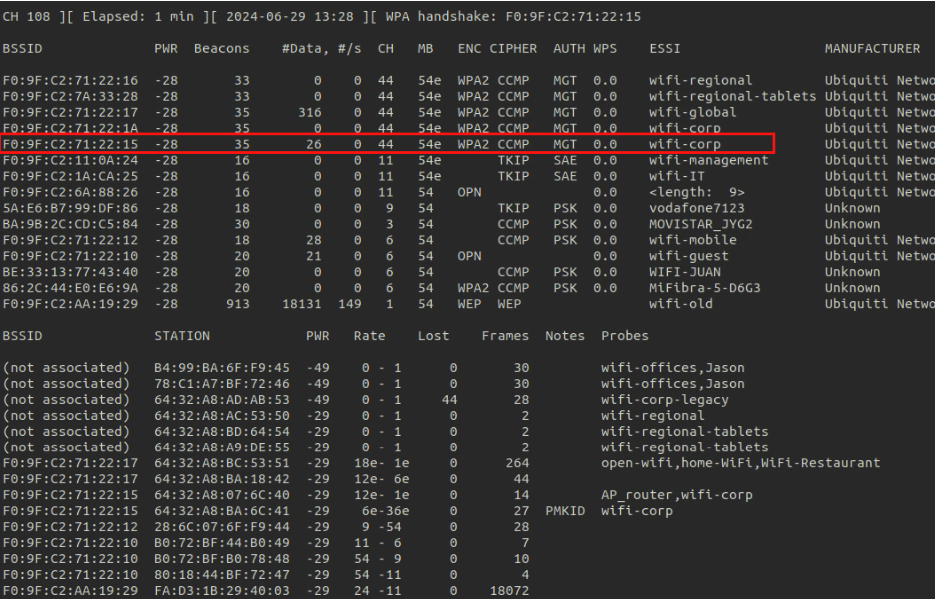 CH 108 ][ Elapsed: 1 min ][ 2024-06-29 13:28 ][ WPA handshake: F0:9F:C2:71:22:15
BSSID PWR Beacons #Data, #/s CH MB ENC CIPHER AUTH WPS ESSI MANUFACTURER
F0:9F:C2:71:22:16 -28 33 0 0 44 54e WPA2 CCMP MGT 0.0 wifi-regional Ubiquiti Netwo
F0:9F:C2:7A:33:28 -28 33 0 0 44 54e WPA2 CCMP MGT 0.0 wifi-regional-tablets Ubiquiti Netwo
F0:9F:C2:71:22:17 -28 35 316 0 44 54e WPA2 CCMP MGT 0.0 wifi-global Ubiquiti Netwo
F0:9F:C2:71:22:1A -28 35 0 0 44 54e WPA2 CCMP MGT 0.0 wifi-corp Ubiquiti Netwo
F0:9F:C2:71:22:15 -28 35 26 0 44 54e WPA2 CCMP MGT 0.0 wifi-corp Ubiquiti Netwo
F0:9F:C2:11:0A:24 -28 16 0 0 11 54e TKIP SAE 0.0 wifi-management Ubiquiti Netwo
F0:9F:C2:1A:CA:25 -28 16 0 0 11 54e TKIP SAE 0.0 wifi-IT Ubiquiti Netwo
F0:9F:C2:6A:88:26 -28 16 0 0 11 54 OPN 0.0 <length: 9> Ubiquiti Netwo
5A:E6:B7:99:DF:86 -28 18 0 0 9 54 TKIP PSK 0.0 vodafone7123 Unknown
BA:9B:2C:CD:C5:84 -28 30 0 0 3 54 CCMP PSK 0.0 MOVISTAR_JYG2 Unknown
F0:9F:C2:71:22:12 -28 18 28 0 6 54 CCMP PSK 0.0 wifi-mobile Ubiquiti Netwo
F0:9F:C2:71:22:10 -28 20 21 0 6 54 OPN 0.0 wifi-guest Ubiquiti Netwo
BE:33:13:77:43:40 -28 20 0 0 6 54 CCMP PSK 0.0 WIFI-JUAN Unknown
86:2C:44:E0:E6:9A -28 20 0 0 6 54 WPA2 CCMP PSK 0.0 MiFibra-5-D6G3 Unknown
F0:9F:C2:AA:19:29 -28 913 18131 149 1 54 WEP WEP wifi-old Ubiquiti Netwo
BSSID STATION PWR Rate Lost Frames Notes Probes
(not associated) B4:99:BA:6F:F9:45 -49 0 - 1 0 30 wifi-offices,Jason
(not associated) 78:C1:A7:BF:72:46 -49 0 - 1 0 30 wifi-offices,Jason
(not associated) 64:32:A8:AD:AB:53 -49 0 - 1 44 28 wifi-corp-legacy
(not associated) 64:32:A8:AC:53:50 -29 0 - 1 0 2 wifi-regional
(not associated) 64:32:A8:BD:64:54 -29 0 - 1 0 2 wifi-regional-tablets
(not associated) 64:32:A8:A9:DE:55 -29 0 - 1 0 2 wifi-regional-tablets
F0:9F:C2:71:22:17 64:32:A8:BC:53:51 -29 18e- 1e 0 264 open-wifi,home-WiFi,WiFi-Restaurant
F0:9F:C2:71:22:17 64:32:A8:BA:18:42 -29 12e- 6e 0 44
F0:9F:C2:71:22:15 64:32:A8:07:6C:40 -29 12e- 1e 0 14 AP_router,wifi-corp
F0:9F:C2:71:22:15 64:32:A8:BA:6C:41 -29 6e-36e 0 27 PMKID wifi-corp
F0:9F:C2:71:22:12 28:6C:07:6F:F9:44 -29 9 -54 0 28
F0:9F:C2:71:22:10 B0:72:BF:44:B0:49 -29 11 - 6 0 7
F0:9F:C2:71:22:10 B0:72:BF:B0:78:48 -29 54 - 9 0 10
F0:9F:C2:71:22:10 80:18:44:BF:72:47 -29 54 -11 0 4
F0:9F:C2:AA:19:29 FA:D3:1B:29:40:03 -29 24 -11 0 18072